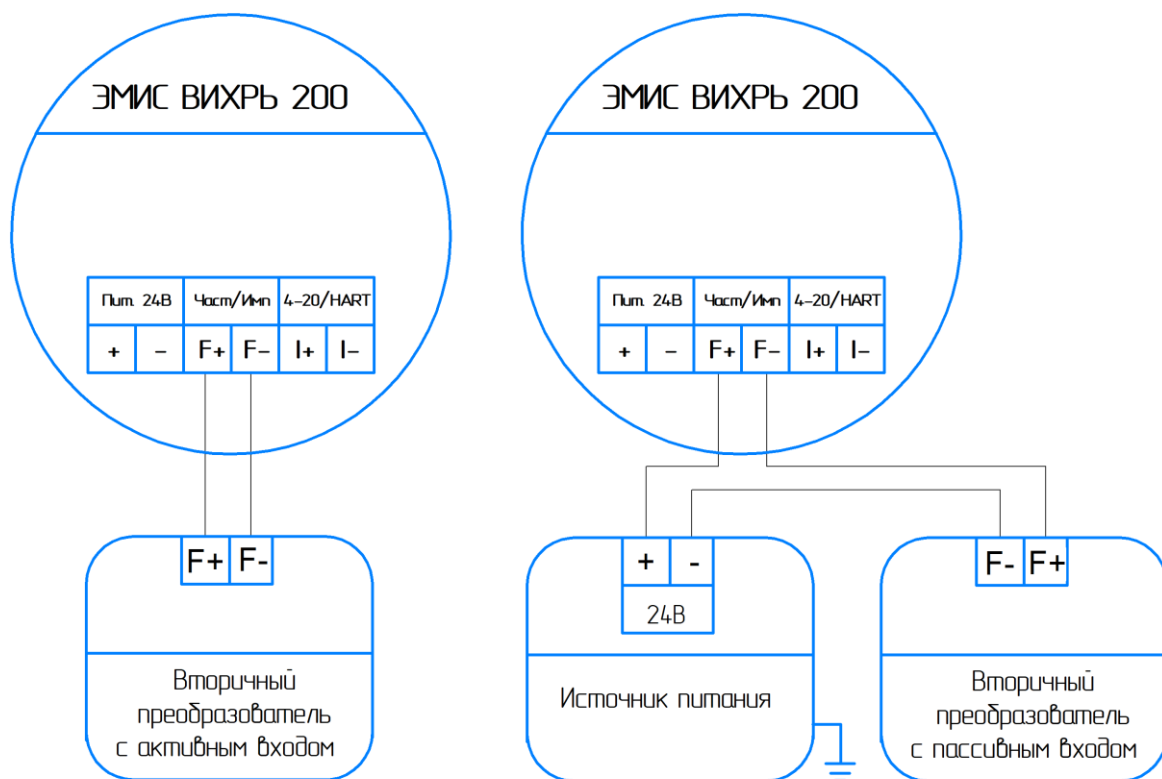 ЭМИС ВИХРЬ 200
Пит. 24В Част/Имп 4-20/HART
+ - F+ F- I+ I-
F+ F-
Вторичный
преобразователь
с активным входом
ЭМИС ВИХРЬ 200
Пит. 24В Част/Имп 4-20/HART
+ - F+ F- I+ I-
+ -
24В
Источник питания
F- F+
Вторичный
преобразователь
с пассивным входом